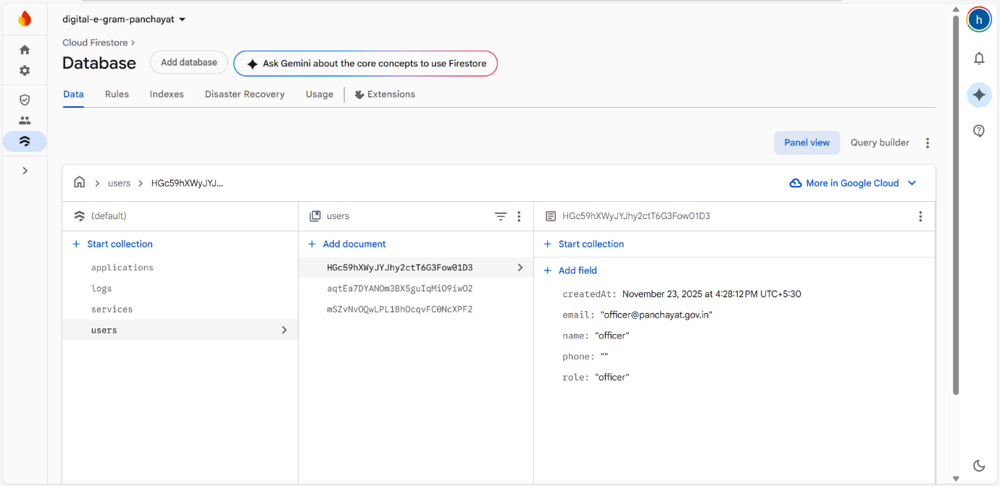 digital-e-gram-panchayat
h
Cloud Firestore
Database
Add database
Ask Gemini about the core concepts to use Firestore
Data Rules Indexes Disaster Recovery Usage Extensions
Panel view Query builder
users HGc59hXWyJYJ...
More in Google Cloud
(default)
users
HGc59hXWyJYJhy2ctT6G3Fow01D3
+ Start collection
+ Add document
+ Start collection
applications
logs
services
users
HGc59hXWyJYJhy2ctT6G3Fow01D3
aqtEa7DYANOm3BX5guIqMiO9iwO2
mSZvNvOQwLPL18hOcqvFC0NcXPF2
+ Add field
createdAt: November 23, 2025 at 4:28:12 PM UTC+5:30
email: "officer@panchayat.gov.in"
name: "officer"
phone: ""
role: "officer"